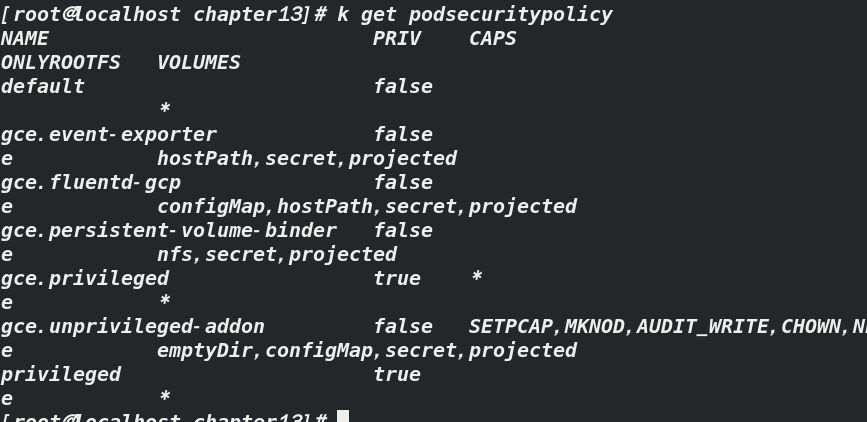 [root@localhost chapter13]# k get podsecuritypolicy
NAME                           PRIV    CAPS
ONLYROOTFS   VOLUMES
default                        false
             *
gce.event-exporter             false
e            hostPath,secret,projected
gce.fluentd-gcp                false
e            configMap,hostPath,secret,projected
gce.persistent-volume-binder   false
e            nfs,secret,projected
gce.privileged                 true    *
e            *
gce.unprivileged-addon         false   SETPCAP,MKNOD,AUDIT_WRITE,CHOWN,N
e            emptyDir,configMap,secret,projected
privileged                     true
e            *
[root@localhost chapter13]#